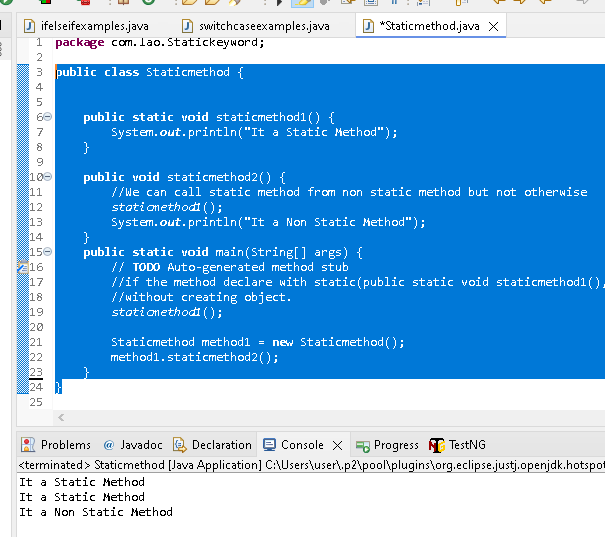 ifelseifexamples.java switchcaseexamples.java *Staticmethod.java
1 package com.lao.Statickeyword;
2
3 public class Staticmethod {
4
5
6 public static void staticmethod1() {
7 System.out.println("It a Static Method");
8 }
9
10 public void staticmethod2() {
11 //We can call static method from non static method but not otherwise
12 staticmethod1();
13 System.out.println("It a Non Static Method");
14 }
15 public static void main(String[] args) {
16 // TODO Auto-generated method stub
17 //if the method declare with static(public static void staticmethod1(),
18 //without creating object.
19 staticmethod1();
20
21 Staticmethod method1 = new Staticmethod();
22 method1.staticmethod2();
23 }
24 }
25
Problems @ Javadoc Declaration Console Progress TestNG
<terminated> Staticmethod [Java Application] C:\Users\user\.p2\pool\plugins\org.eclipse.justj.openjdk.hotspot
It a Static Method
It a Static Method
It a Non Static Method